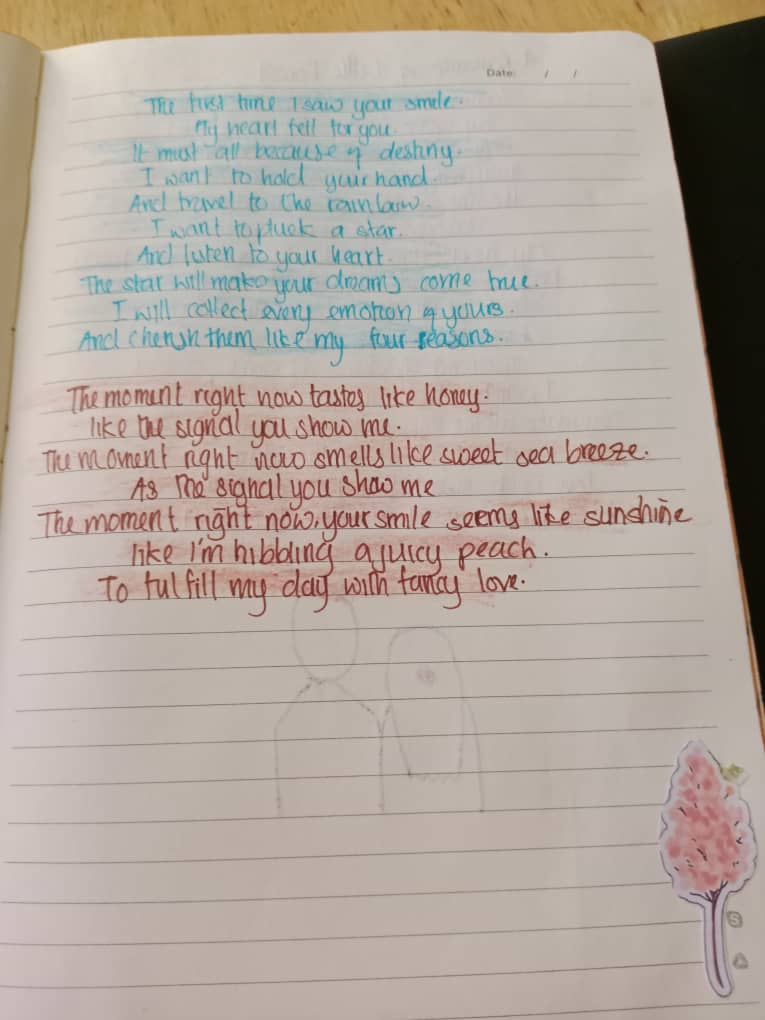 Date: / /
The first time I saw your smile.
My heart fell for you.
It must all because of destiny.
I want to hold your hand.
And travel to the rainbow.
I want to pluck a star.
And listen to your heart.
The star will make your dreams come true.
I will collect every emotion of yours.
And cherish them like my four seasons.
The moment right now tastes like honey.
like the signal you show me.
The moment right now smells like sweet sea breeze.
As the signal you show me
The moment right now, your smile seems like sunshine
like I'm nibbling a juicy peach.
To fulfill my day with fancy love.